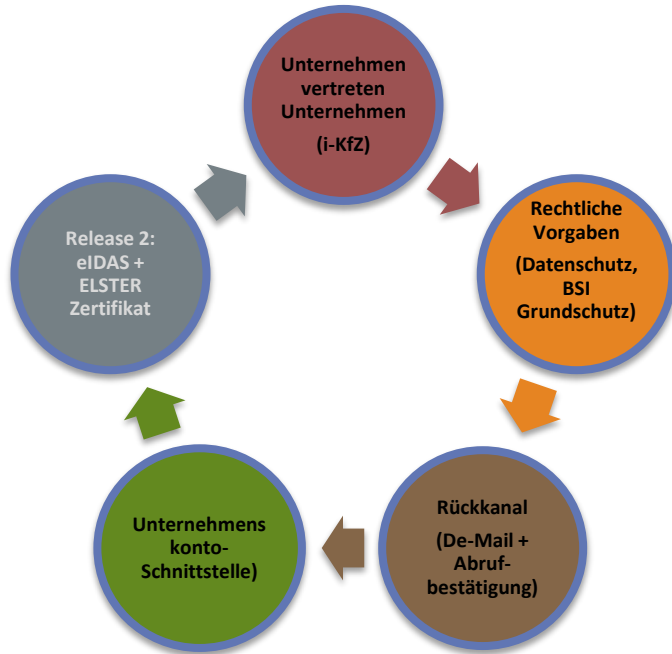 Unternehmen
vertreten
Unternehmen
(i-KfZ)
Rechtliche
Vorgaben
(Datenschutz,
BSI
Grundschutz)
Rückkanal
(De-Mail +
Abruf-
bestätigung)
Unternehmens
konto-
Schnittstelle)
Release 2:
eIDAS +
ELSTER
Zertifikat